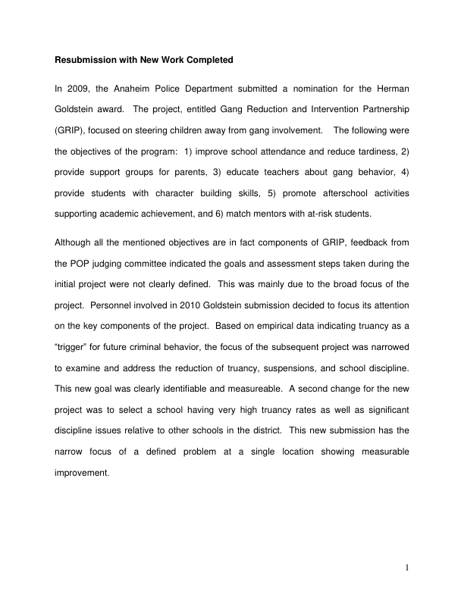 Resubmission with New Work Completed
In 2009, the Anaheim Police Department submitted a nomination for the Herman
Goldstein award.  The project, entitled Gang Reduction and Intervention Partnership
(GRIP), focused on steering children away from gang involvement.   The following were
the objectives of the program:  1) improve school attendance and reduce tardiness, 2)
provide support groups for parents, 3) educate teachers about gang behavior, 4)
provide students with character building skills, 5) promote afterschool activities
supporting academic achievement, and 6) match mentors with at-risk students.
Although all the mentioned objectives are in fact components of GRIP, feedback from
the POP judging committee indicated the goals and assessment steps taken during the
initial project were not clearly defined.  This was mainly due to the broad focus of the
project.  Personnel involved in 2010 Goldstein submission decided to focus its attention
on the key components of the project.  Based on empirical data indicating truancy as a
“trigger” for future criminal behavior, the focus of the subsequent project was narrowed
to examine and address the reduction of truancy, suspensions, and school discipline.
This new goal was clearly identifiable and measureable.  A second change for the new
project was to select a school having very high truancy rates as well as significant
discipline issues relative to other schools in the district.  This new submission has the
narrow focus of a defined problem at a single location showing measurable
improvement.
1